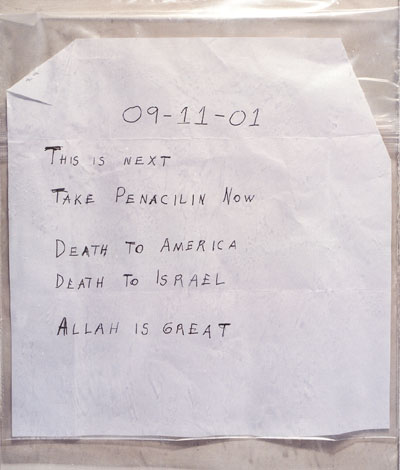 09-11-01
THIS IS NEXT
TAKE PENACILIN NOW
DEATH TO AMERICA
DEATH TO ISRAEL
ALLAH IS GREAT